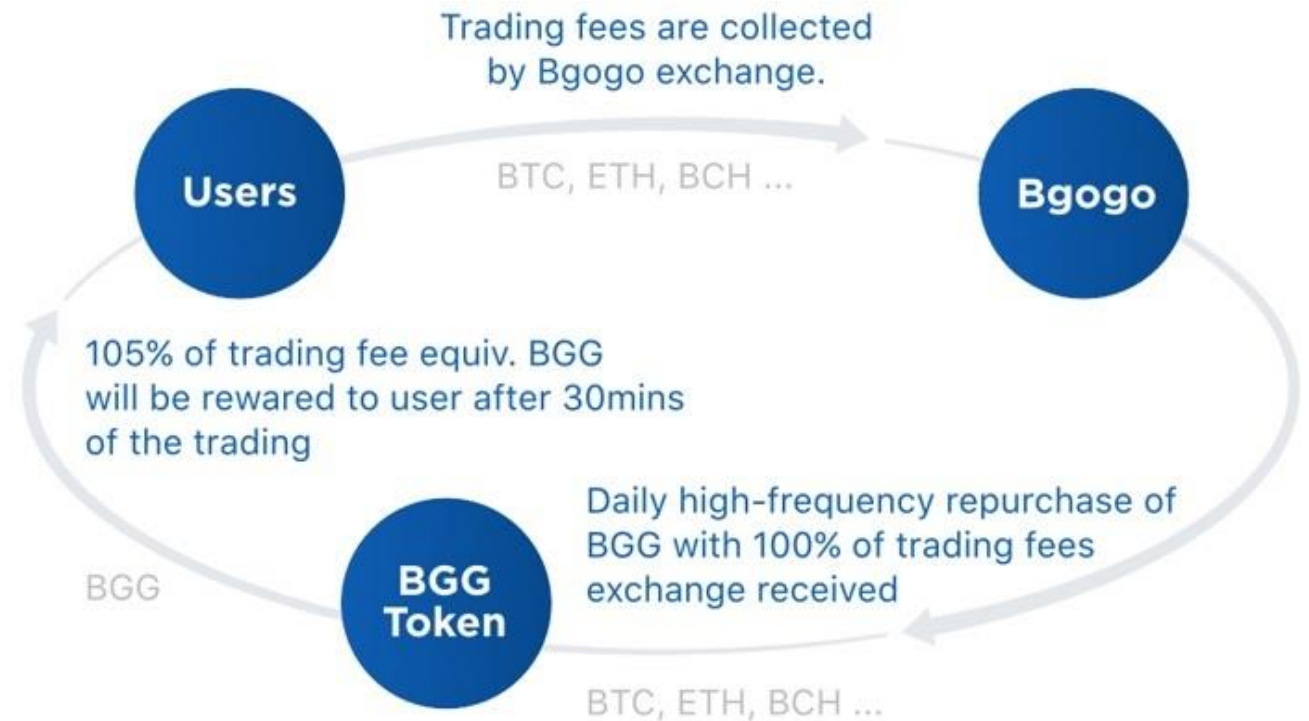 Trading fees are collected
by Bgogo exchange.
Users
BTC, ETH, BCH ...
Bgogo
105% of trading fee equiv. BGG
will be rewared to user after 30mins
of the trading
Daily high-frequency repurchase of
BGG with 100% of trading fees
exchange received
BGG
BGG
Token
BTC, ETH, BCH ...